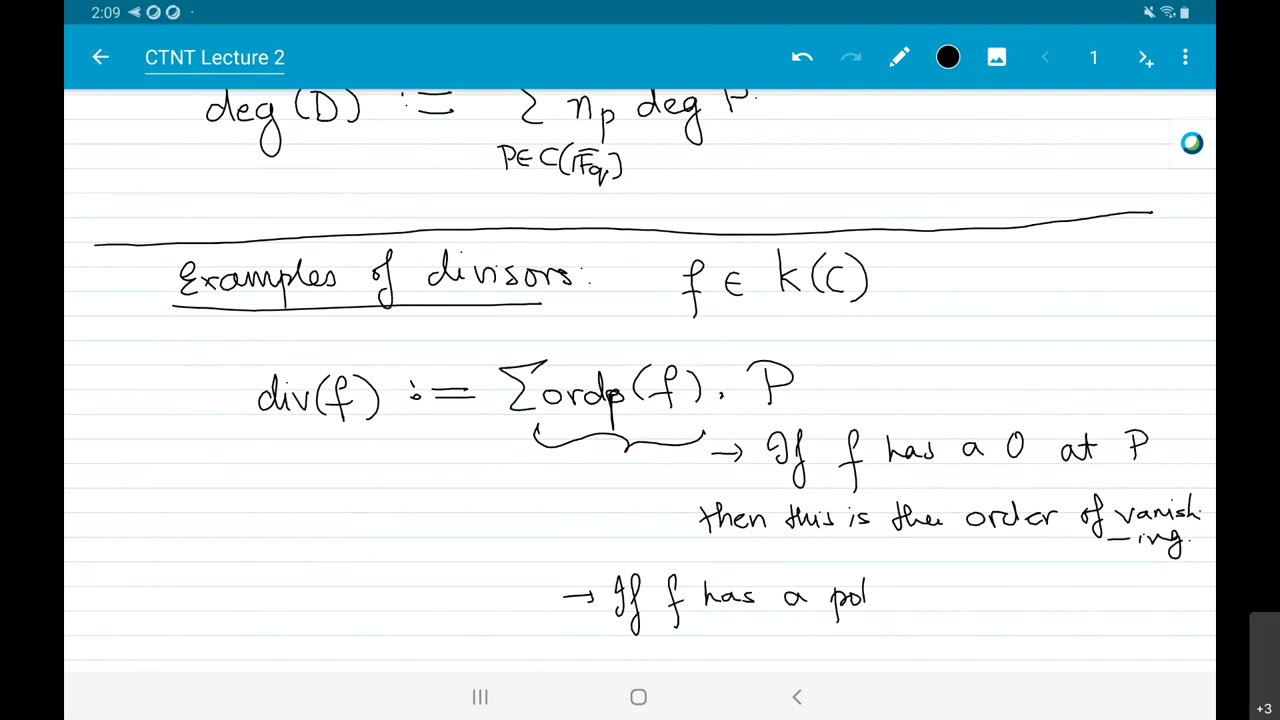 2:09
CTNT Lecture 2
1
deg (D) := Σ n_p deg P.
P∈C(F̅q)
Examples of divisors: f ∈ k(C)
div(f) := Σ ord_p(f). P
→ If f has a 0 at P
then this is the order of vanish
-ing.
→ If f has a pol
+3